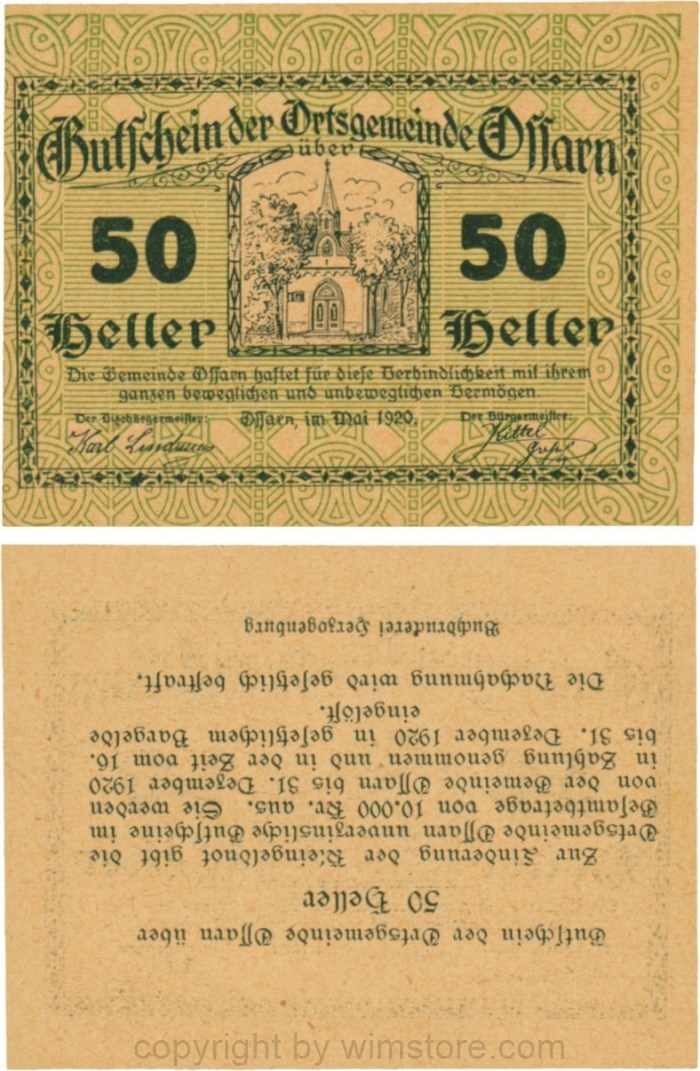 Gutschein der Ortsgemeinde Ossarn
über
50 50
Heller Heller
Die Gemeinde Ossarn haftet für diese Verbindlichkeit mit ihrem
ganzen beweglichen und unbeweglichen Vermögen.
Der Vizebürgermeister: Ossarn, im Mai 1920. Der Bürgermeister:
Karl Kittel
Gutschein der Ortsgemeinde Ossarn über
50 Heller
Zur Linderung der Kleingeldnot gibt die
Ortsgemeinde Ossarn unverzinsliche Gutscheine im
Gesamtbetrage von 10.000 Kr. aus. Sie werden
von der Gemeinde Ossarn bis 31. Dezember 1920
in Zahlung genommen und in der Zeit vom 16.
bis 31. Dezember 1920 in gesetzlichem Bargelde
eingelöst.
Die Nachahmung wird gesetzlich bestraft.
Buchdruckerei Herzogenburg
copyright by wimstore.com